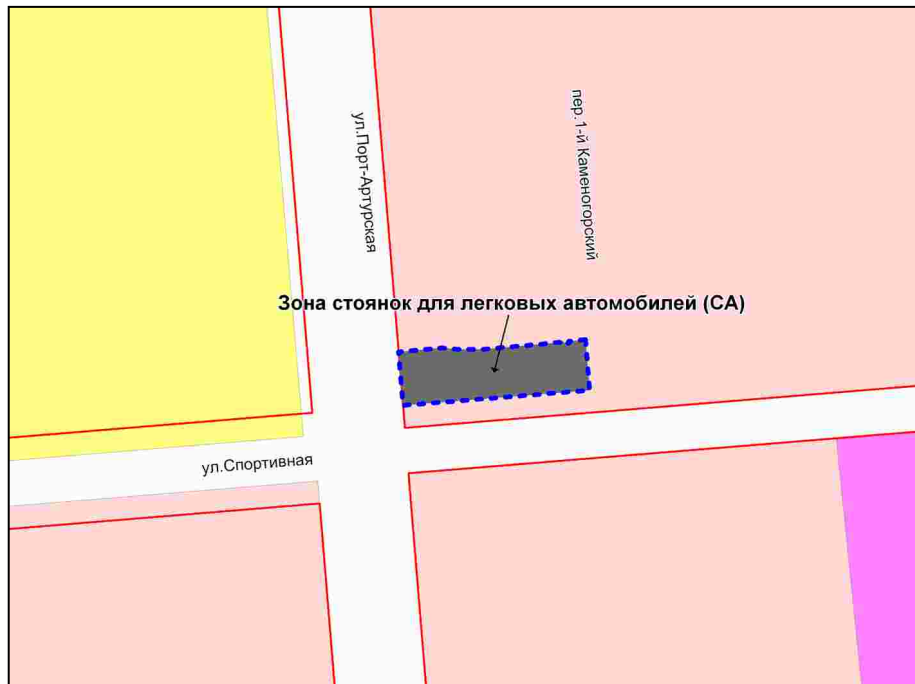 пер.1-й Каменогорский
ул.Порт-Артурская
Зона стоянок для легковых автомобилей (СА)
ул.Спортивная